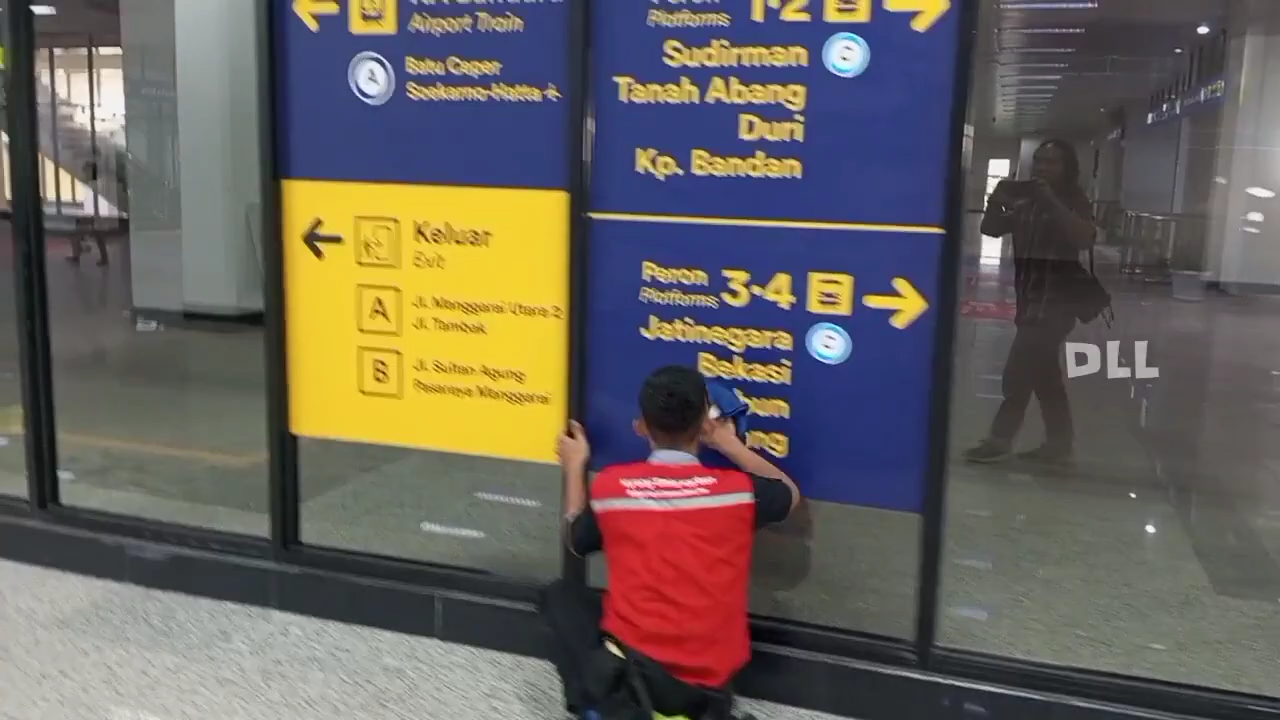 Airport Train
A
Batu Ceper
Soekarno-Hatta
Keluar
Exit
A
Jl. Manggarai Utara 2
Jl. Tambak
B
Jl. Sultan Agung
Pasaraya Manggarai
Peron
Platforms
1·2
Sudirman
C
Tanah Abang
Duri
Kp. Bandan
Peron
Platforms
3·4
Jatinegara
Bekasi
DLL